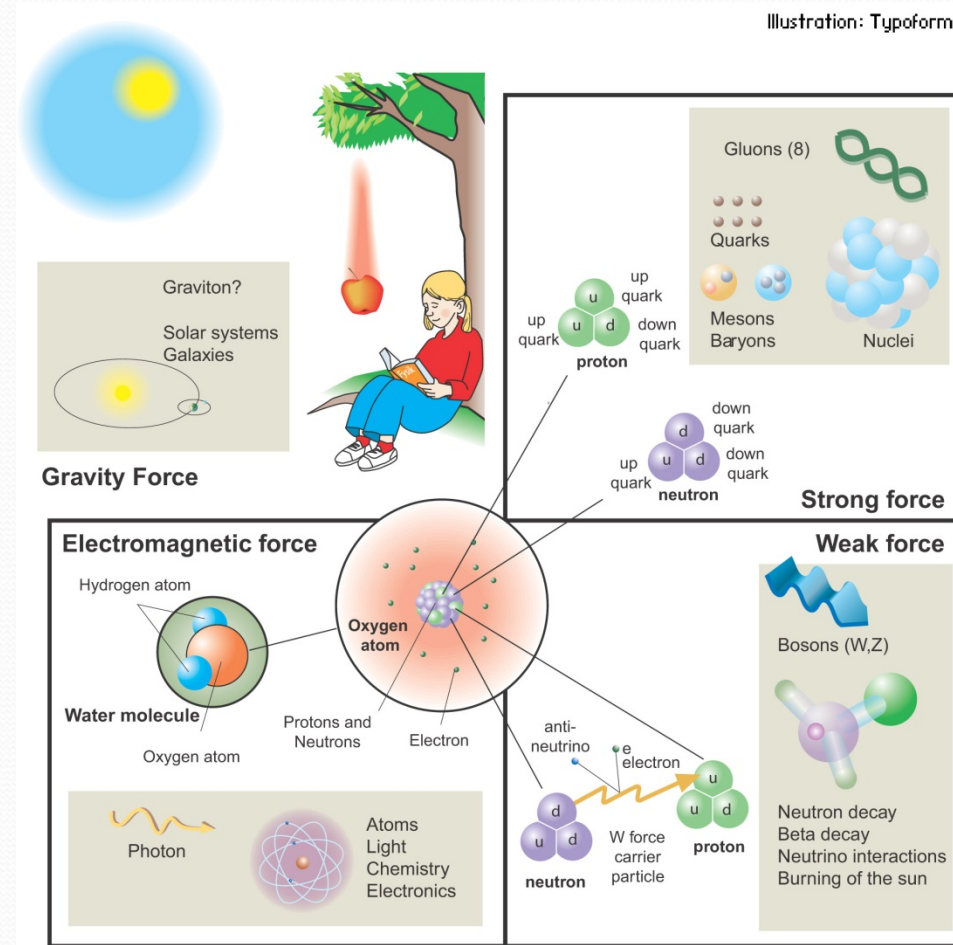 Illustration: Typoform
Graviton?
Solar systems
Galaxies
Gravity Force
Fysik
Gluons (8)
Quarks
Mesons
Baryons
Nuclei
u
u d
up
quark
up
quark
down
quark
proton
d
u d
down
quark
up
quark
down
quark
neutron
Strong force
Electromagnetic force
Hydrogen atom
Water molecule
Oxygen atom
Oxygen
atom
Protons and
Neutrons
Electron
Photon
Atoms
Light
Chemistry
Electronics
Weak force
Bosons (W,Z)
anti-
neutrino
e
electron
d
u d
neutron
W force
carrier
particle
u
u d
proton
Neutron decay
Beta decay
Neutrino interactions
Burning of the sun